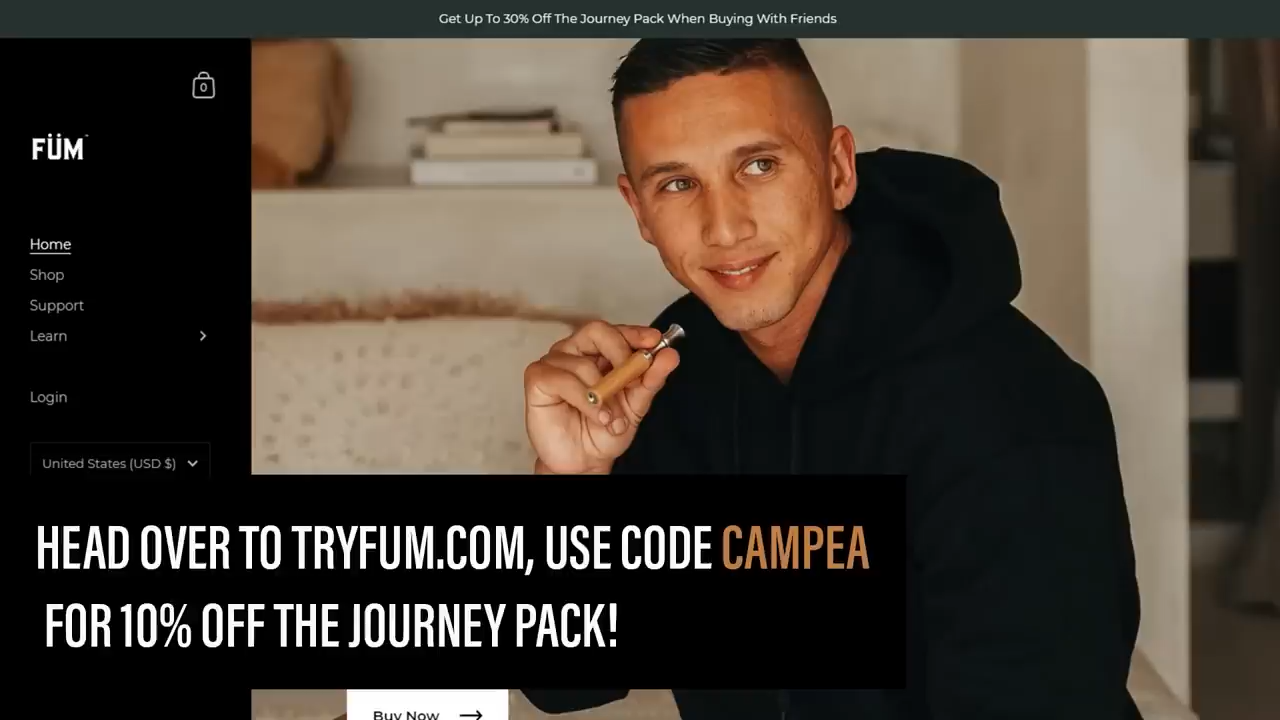 Get Up To 30% Off The Journey Pack When Buying With Friends
0
FÜM
Home
Shop
Support
Learn
Login
United States (USD $)
HEAD OVER TO TRYFUM.COM, USE CODE CAMPEA
FOR 10% OFF THE JOURNEY PACK!
Buy Now